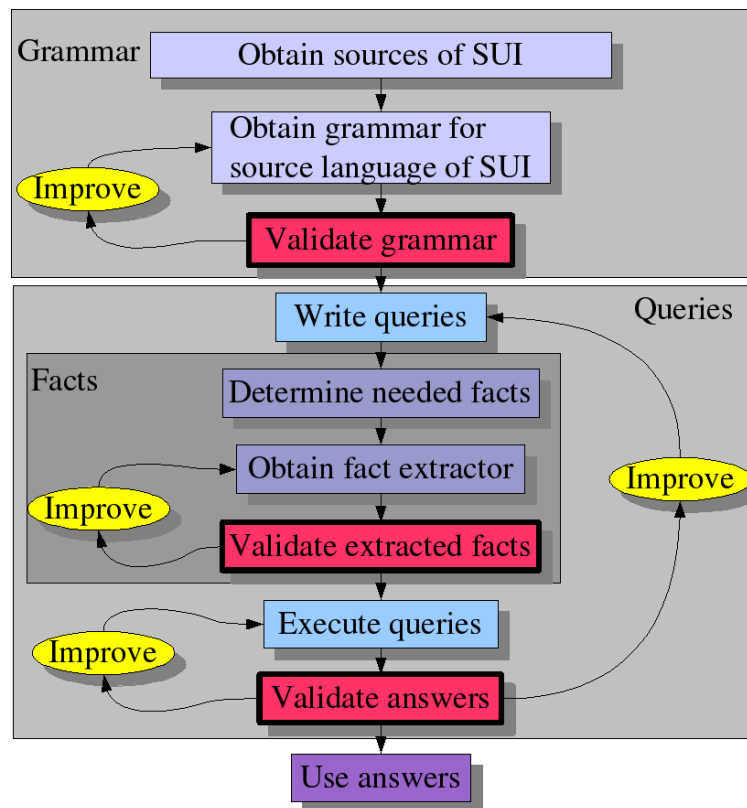 Grammar
Obtain sources of SUI
Obtain grammar for
source language of SUI
Improve
Validate grammar
Write queries
Queries
Facts
Determine needed facts
Obtain fact extractor
Improve
Improve
Validate extracted facts
Execute queries
Improve
Validate answers
Use answers